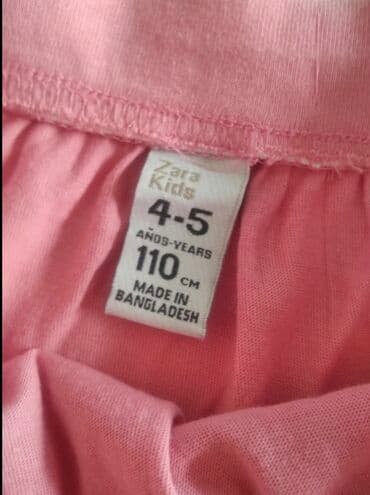 Zara
Kids
4-5
AÑOS-YEARS
110 CM
MADE IN
BANGLADESH